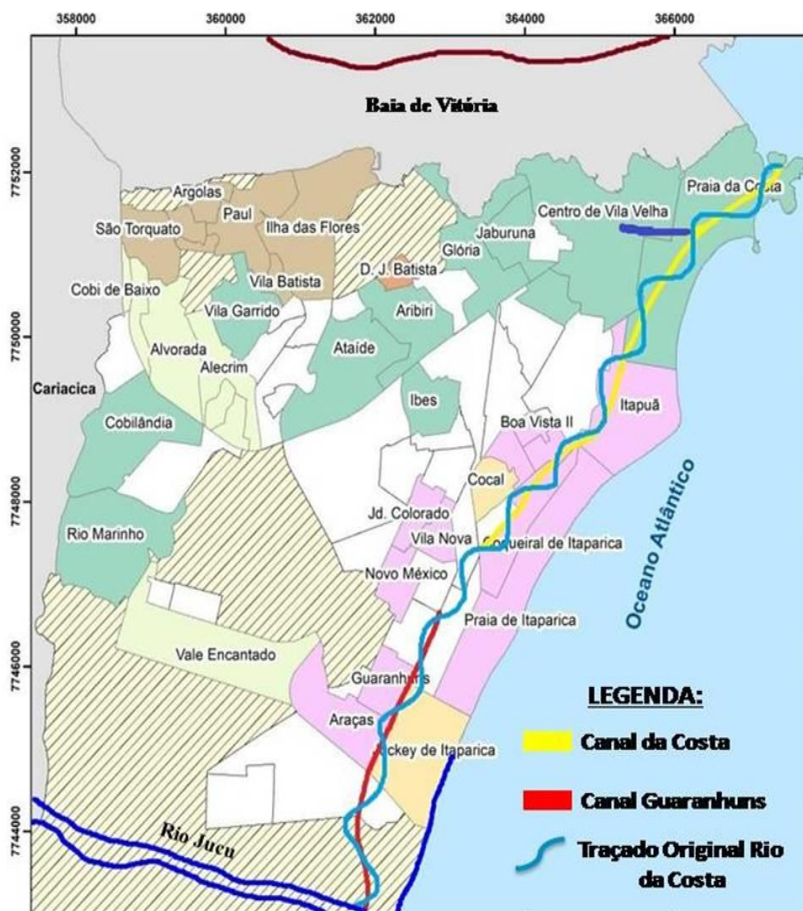 358000 360000 362000 364000 366000
Baia de Vitória
7752000
Argolas
Praia da Costa
Paul
Centro de Vila Velha
São Torquato
Ilha das Flores
Jaburuna
Glória
D. J. Batista
Cobi de Baixo
Vila Batista
Vila Garrido
Aribiri
7750000
Alvorada
Ataíde
Alecrim
Cariacica
Ibes
Itapuã
Cobilândia
Boa Vista II
Cocal
7748000
Jd. Colorado
Rio Marinho
Vila Nova
Coqueiral de Itaparica
Oceano Atlântico
Novo México
Praia de Itaparica
7746000
Vale Encantado
Guaranhuns
LEGENDA:
Araças
Canal da Costa
Jockey de Itaparica
Canal Guaranhuns
7744000
Rio Jucu
Traçado Original Rio
da Costa